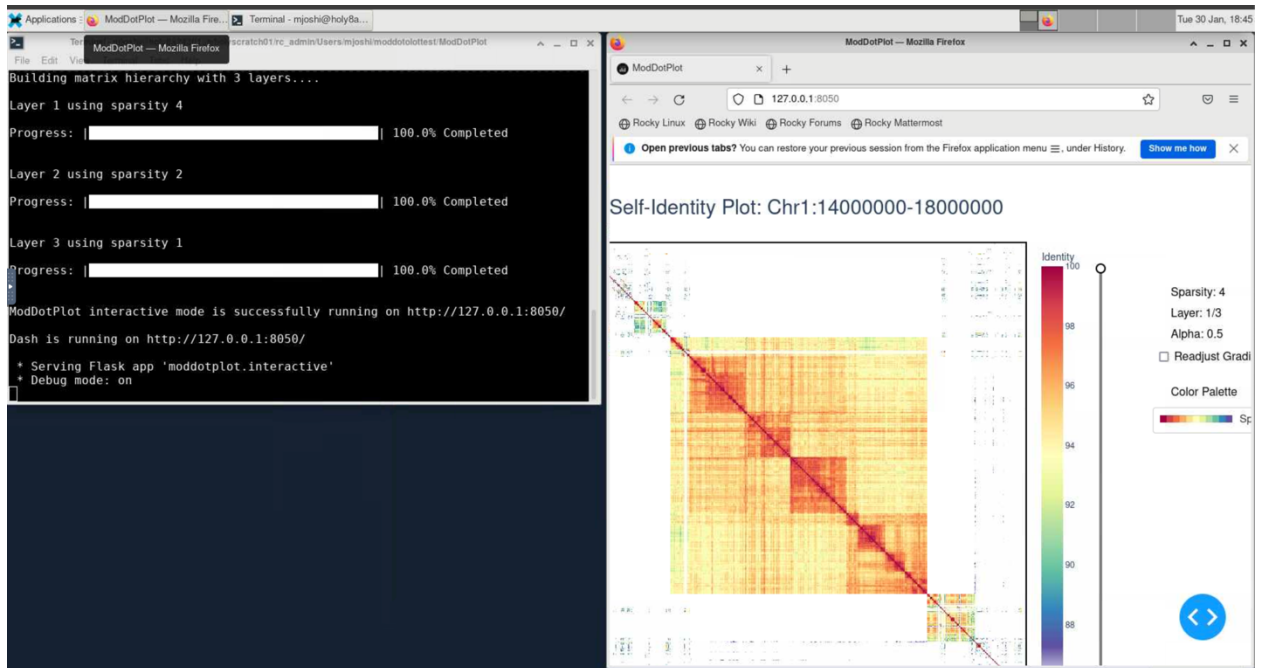 Applications
ModDotPlot — Mozilla Fire...
Terminal - mjoshi@holy8a...
Tue 30 Jan, 18:45
ModDotPlot — Mozilla Firefox
scratch01/rc_admin/Users/mjoshi/moddotolottest/ModDotPlot
File Edit
Building matrix hierarchy with 3 layers....
Layer 1 using sparsity 4
Progress: | | 100.0% Completed
Layer 2 using sparsity 2
Progress: | | 100.0% Completed
Layer 3 using sparsity 1
Progress: | | 100.0% Completed
ModDotPlot interactive mode is successfully running on http://127.0.0.1:8050/
Dash is running on http://127.0.0.1:8050/
* Serving Flask app 'moddotplot.interactive'
* Debug mode: on
ModDotPlot — Mozilla Firefox
ModDotPlot
127.0.0.1:8050
Rocky Linux Rocky Wiki Rocky Forums Rocky Mattermost
Open previous tabs? You can restore your previous session from the Firefox application menu ☰, under History. Show me how
Self-Identity Plot: Chr1:14000000-18000000
Identity
100
98
96
94
92
90
88
Sparsity: 4
Layer: 1/3
Alpha: 0.5
Readjust Gradi
Color Palette
Sp